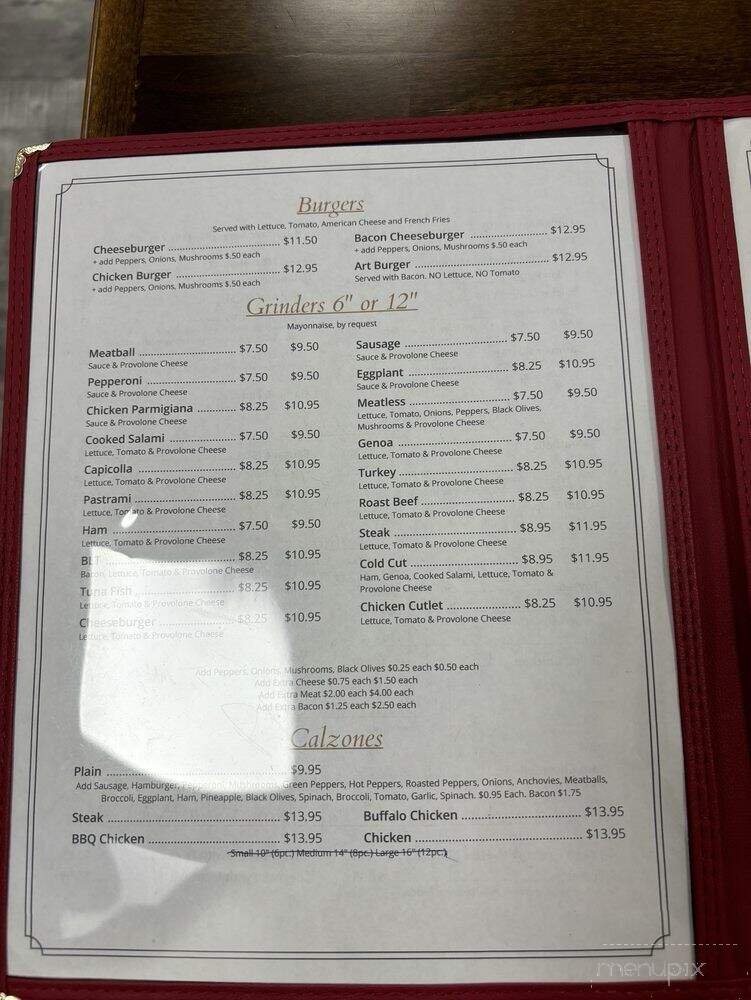 Burgers
Served with Lettuce, Tomato, American Cheese and French Fries
Cheeseburger ........ $11.50
+ add Peppers, Onions, Mushrooms $.50 each
Chicken Burger ........ $12.95
+ add Peppers, Onions, Mushrooms $.50 each
Bacon Cheeseburger ........ $12.95
+ add Peppers, Onions, Mushrooms $.50 each
Art Burger ........ $12.95
Served with Bacon. NO Lettuce, NO Tomato
Grinders 6" or 12"
Mayonnaise, by request
Meatball ........ $7.50 $9.50
Sauce & Provolone Cheese
Pepperoni ........ $7.50 $9.50
Sauce & Provolone Cheese
Chicken Parmigiana ........ $8.25 $10.95
Sauce & Provolone Cheese
Cooked Salami ........ $7.50 $9.50
Lettuce, Tomato & Provolone Cheese
Capicolla ........ $8.25 $10.95
Lettuce, Tomato & Provolone Cheese
Pastrami ........ $8.25 $10.95
Lettuce, Tomato & Provolone Cheese
Ham ........ $7.50 $9.50
Lettuce, Tomato & Provolone Cheese
BLT ........ $8.25 $10.95
Bacon, Lettuce, Tomato & Provolone Cheese
Tuna Fish ........ $8.25 $10.95
Lettuce, Tomato & Provolone Cheese
Cheeseburger ........ $8.25 $10.95
Lettuce, Tomato & Provolone Cheese
Sausage ........ $7.50 $9.50
Sauce & Provolone Cheese
Eggplant ........ $8.25 $10.95
Sauce & Provolone Cheese
Meatless ........ $7.50 $9.50
Lettuce, Tomato, Onions, Peppers, Black Olives,
Mushrooms & Provolone Cheese
Genoa ........ $7.50 $9.50
Lettuce, Tomato & Provolone Cheese
Turkey ........ $8.25 $10.95
Lettuce, Tomato & Provolone Cheese
Roast Beef ........ $8.25 $10.95
Lettuce, Tomato & Provolone Cheese
Steak ........ $8.95 $11.95
Lettuce, Tomato & Provolone Cheese
Cold Cut ........ $8.95 $11.95
Ham, Genoa, Cooked Salami, Lettuce, Tomato &
Provolone Cheese
Chicken Cutlet ........ $8.25 $10.95
Lettuce, Tomato & Provolone Cheese
Add Peppers, Onions, Mushrooms, Black Olives $0.25 each $0.50 each
Add Extra Cheese $0.75 each $1.50 each
Add Extra Meat $2.00 each $4.00 each
Add Extra Bacon $1.25 each $2.50 each
Calzones
Plain ........ $9.95
Add Sausage, Hamburger, Pepperoni, Mushrooms, Green Peppers, Hot Peppers, Roasted Peppers, Onions, Anchovies, Meatballs,
Broccoli, Eggplant, Ham, Pineapple, Black Olives, Spinach, Broccoli, Tomato, Garlic, Spinach. $0.95 Each. Bacon $1.75
Steak ........ $13.95
BBQ Chicken ........ $13.95
Buffalo Chicken ........ $13.95
Chicken ........ $13.95
Small 10" (6pc.) Medium 14" (8pc.) Large 16" (12pc.)
menupix